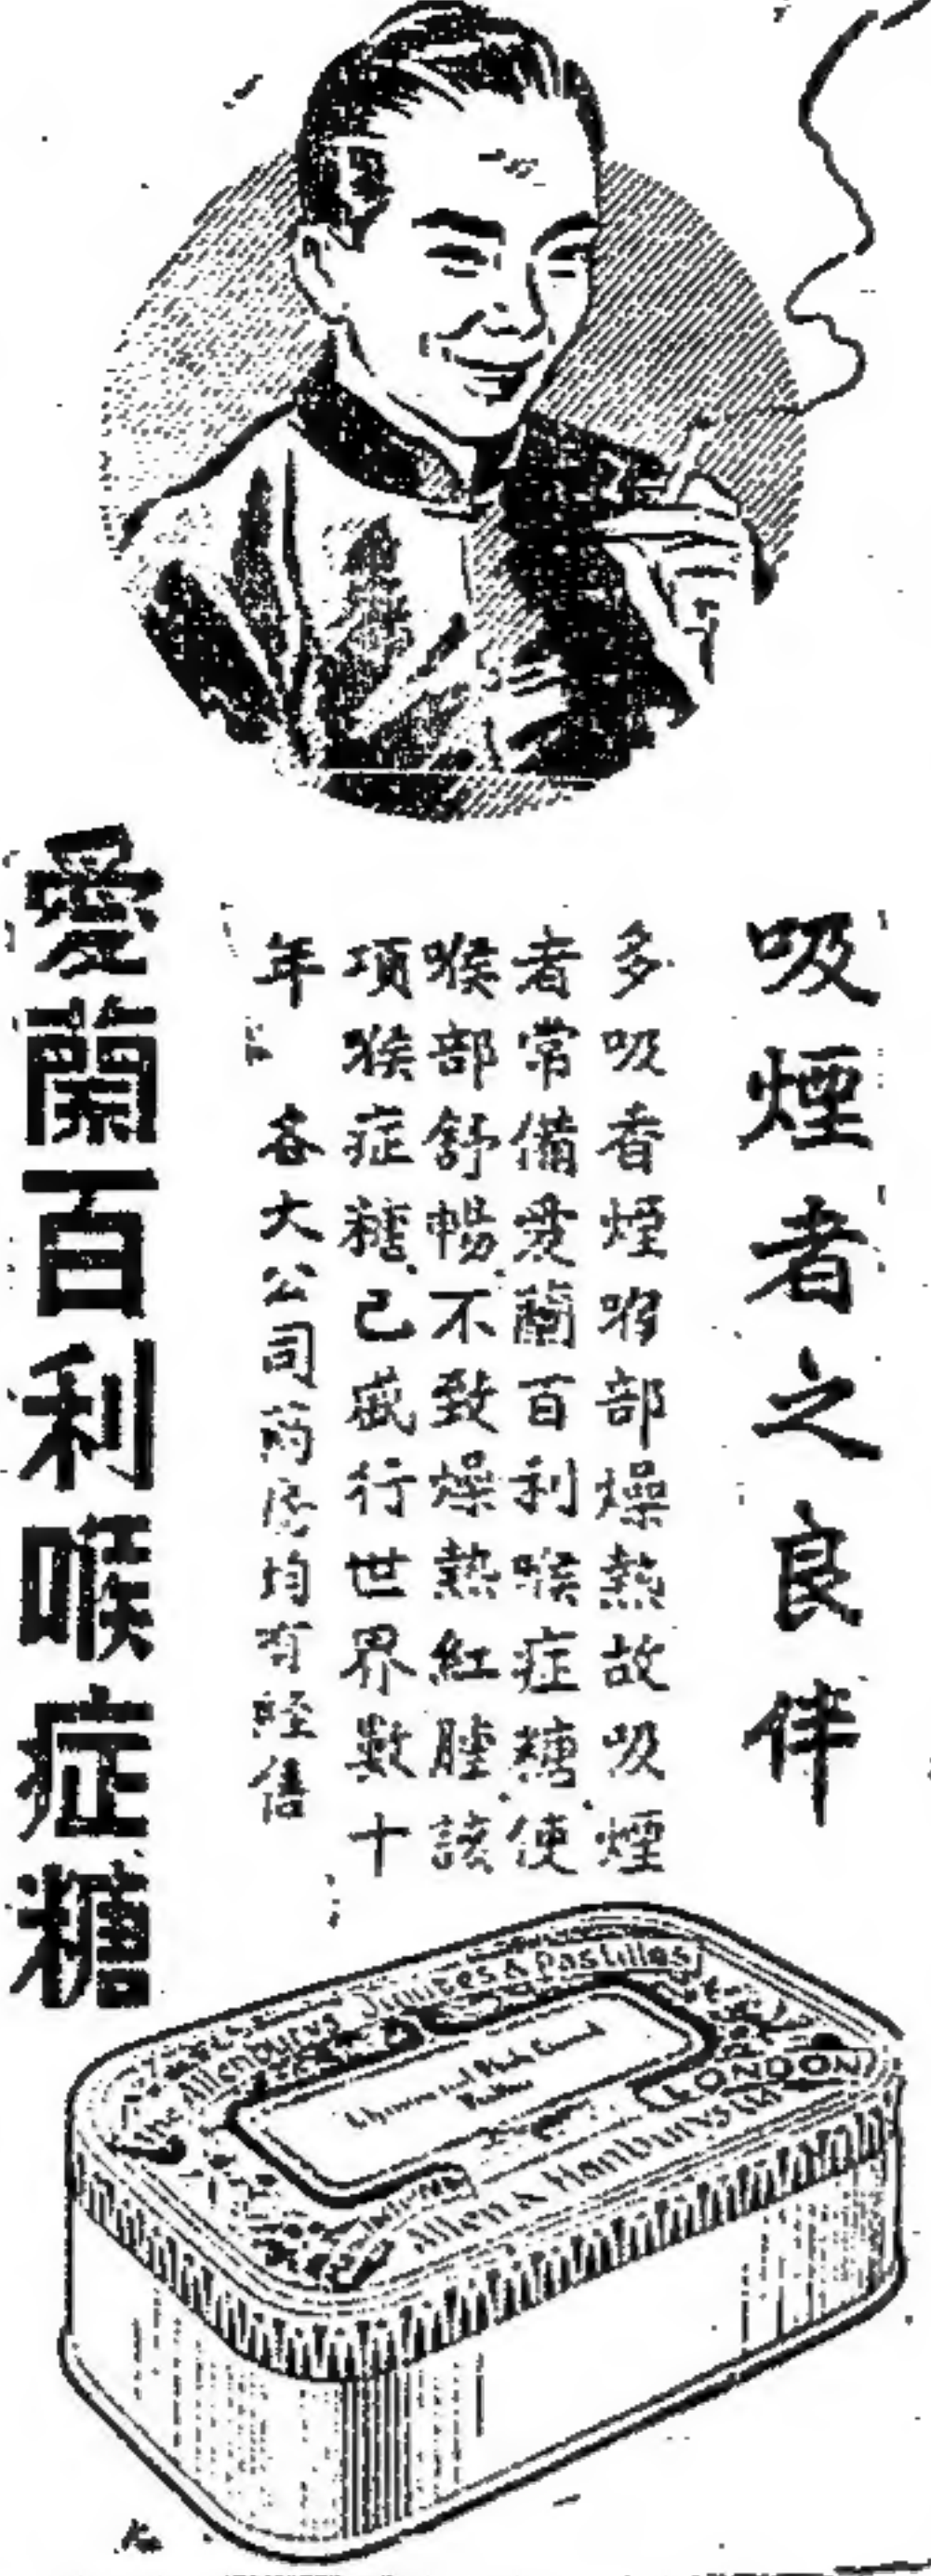 吸煙者之良伴
多吸香煙喉部燥熱故吸煙
者常備愛蘭百利喉症糖使
喉部舒暢不致燥熱紅腫該
項喉症糖已盛行世界數十
年
各大公司葯房均有經售
愛蘭百利喉症糖
The Allenburys Jujubes & Pastilles
LONDON
Allen & Hanburys Ltd